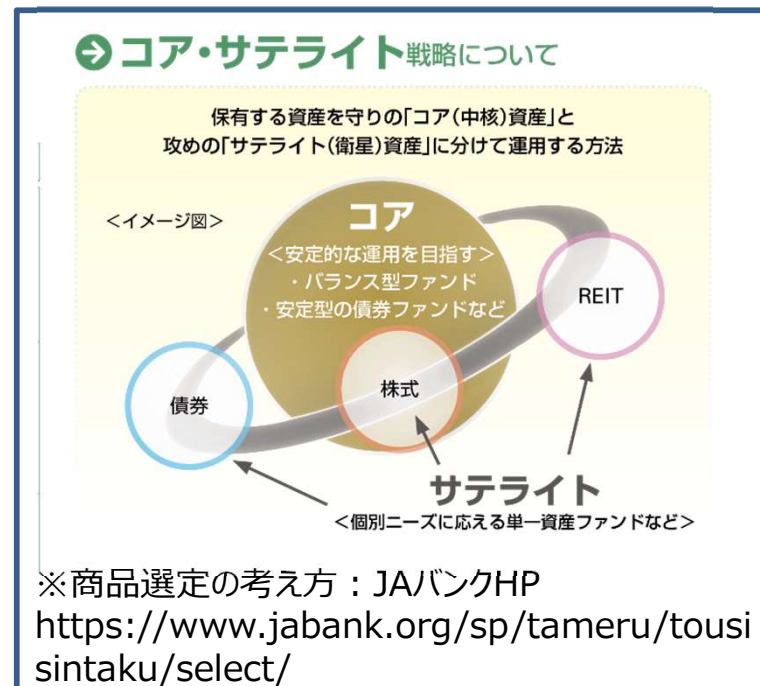 コア・サテライト戦略について
保有する資産を守りの「コア(中核)資産」と
攻めの「サテライト(衛星)資産」に分けて運用する方法
<イメージ図>
コア
<安定的な運用を目指す>
・バランス型ファンド
・安定型の債券ファンドなど
REIT
株式
債券
サテライト
<個別ニーズに応える単一資産ファンドなど>
※商品選定の考え方：JAバンクHP
https://www.jabank.org/sp/tameru/tousi
sintaku/select/